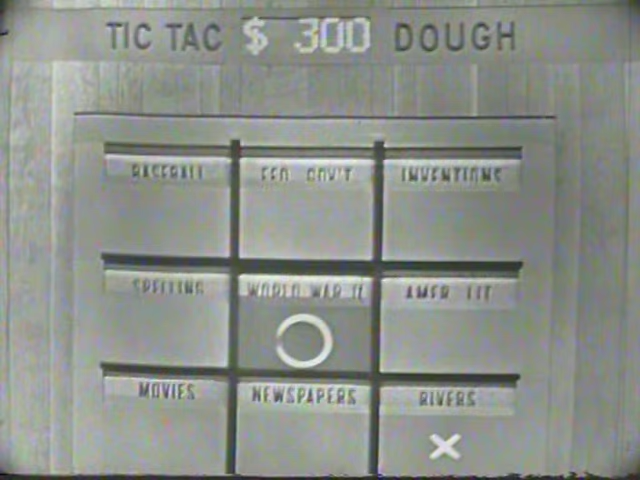 TIC TAC $ 300 DOUGH
BASEBALL FED. GOV'T INVENTIONS
SPELLING WORLD WAR II AMER LIT
MOVIES NEWSPAPERS RIVERS
O
X